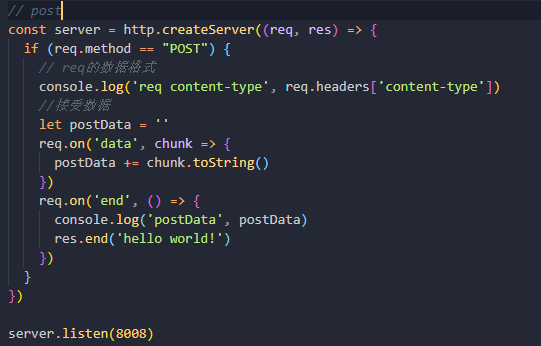 // post
const server = http.createServer((req, res) => {
  if (req.method == "POST") {
    // req的数据格式
    console.log('req content-type', req.headers['content-type'])
    //接受数据
    let postData = ''
    req.on('data', chunk => {
      postData += chunk.toString()
    })
    req.on('end', () => {
      console.log('postData', postData)
      res.end('hello world!')
    })
  }
})

server.listen(8008)